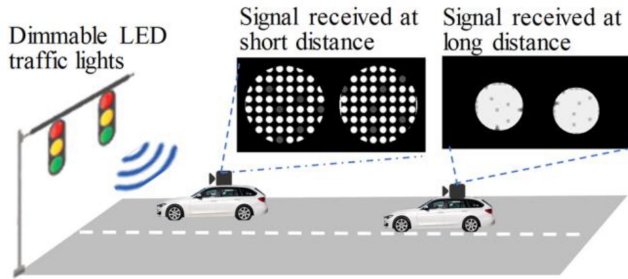 Dimmable LED
traffic lights
Signal received at
short distance
Signal received at
long distance